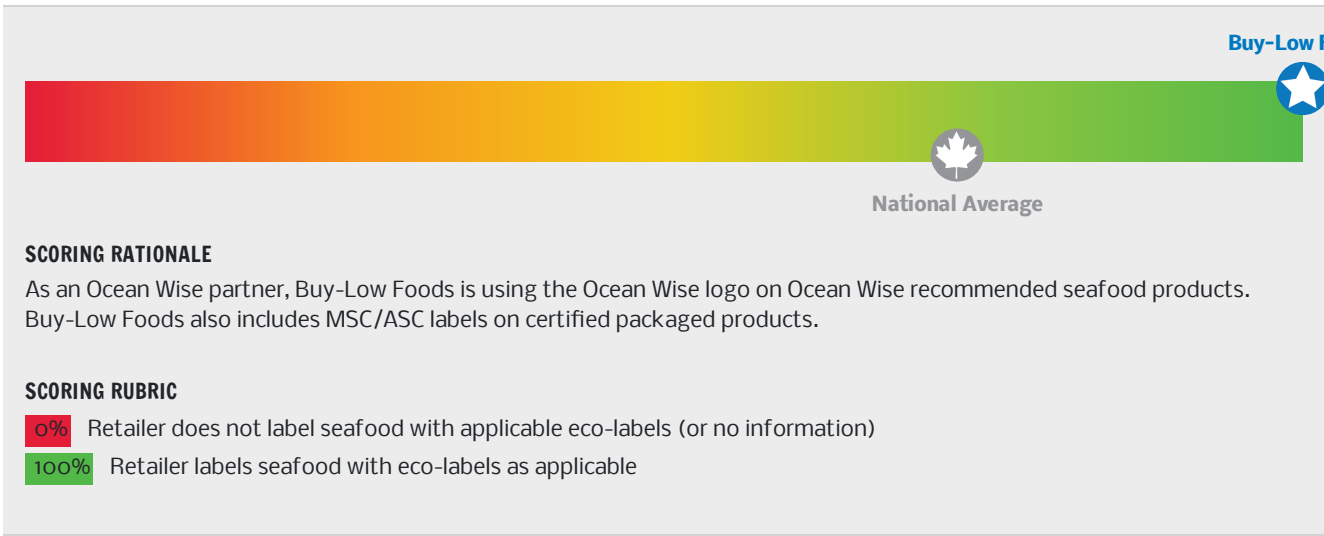 Buy-Low F
National Average
SCORING RATIONALE
As an Ocean Wise partner, Buy-Low Foods is using the Ocean Wise logo on Ocean Wise recommended seafood products.
Buy-Low Foods also includes MSC/ASC labels on certified packaged products.
SCORING RUBRIC
0% Retailer does not label seafood with applicable eco-labels (or no information)
100% Retailer labels seafood with eco-labels as applicable